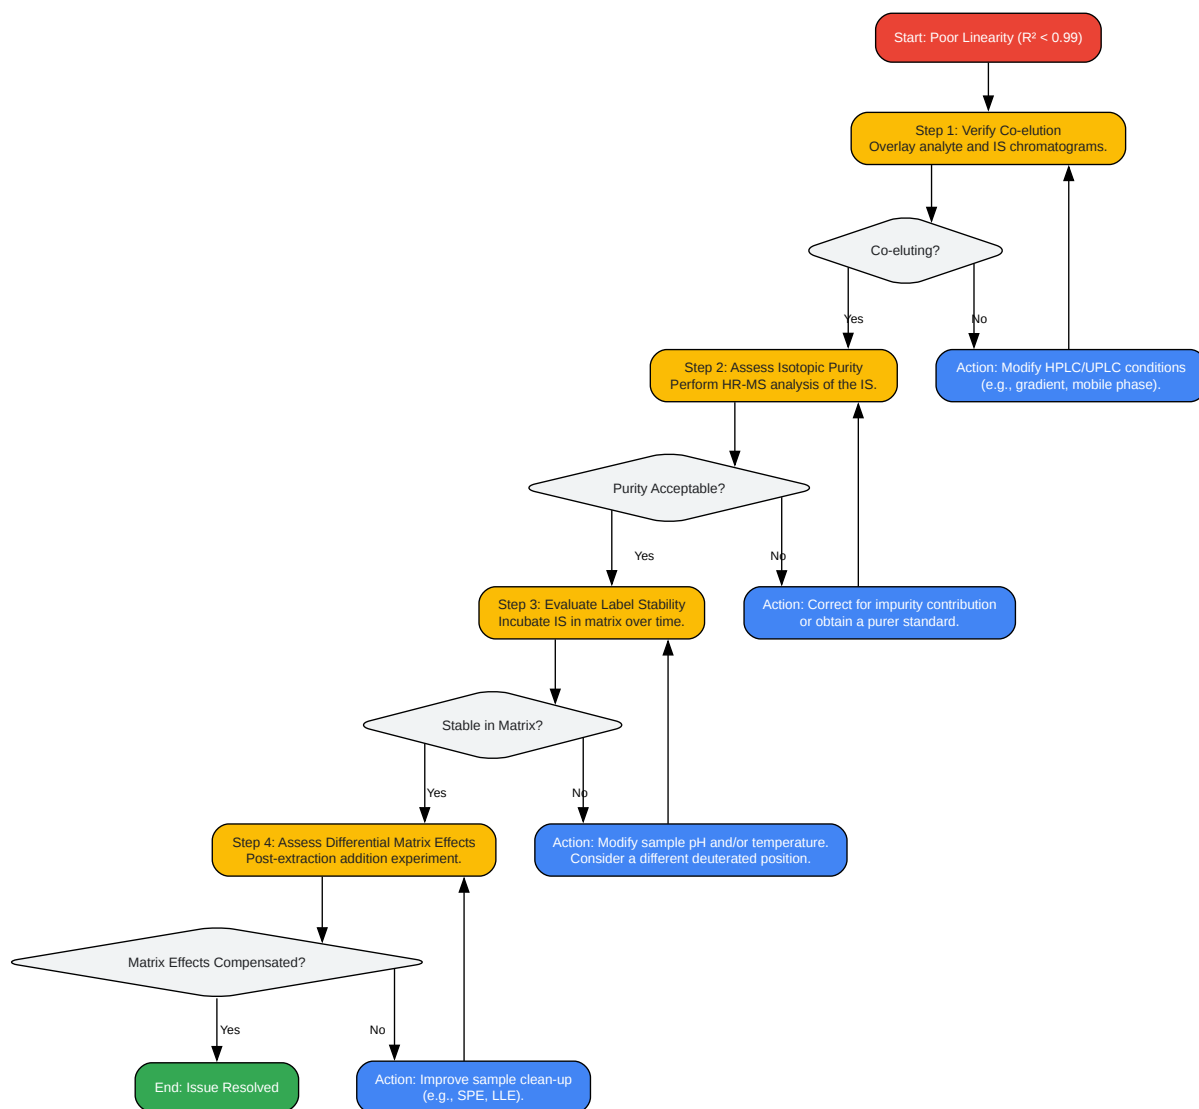 Start: Poor Linearity (R² < 0.99)
Step 1: Verify Co-elution
Overlay analyte and IS chromatograms.
Co-eluting?
Yes
No
Step 2: Assess Isotopic Purity
Perform HR-MS analysis of the IS.
Action: Modify HPLC/UPLC conditions
(e.g., gradient, mobile phase).
Purity Acceptable?
Yes
No
Step 3: Evaluate Label Stability
Incubate IS in matrix over time.
Action: Correct for impurity contribution
or obtain a purer standard.
Stable in Matrix?
Yes
No
Step 4: Assess Differential Matrix Effects
Post-extraction addition experiment.
Action: Modify sample pH and/or temperature.
Consider a different deuterated position.
Matrix Effects Compensated?
Yes
No
End: Issue Resolved
Action: Improve sample clean-up
(e.g., SPE, LLE).